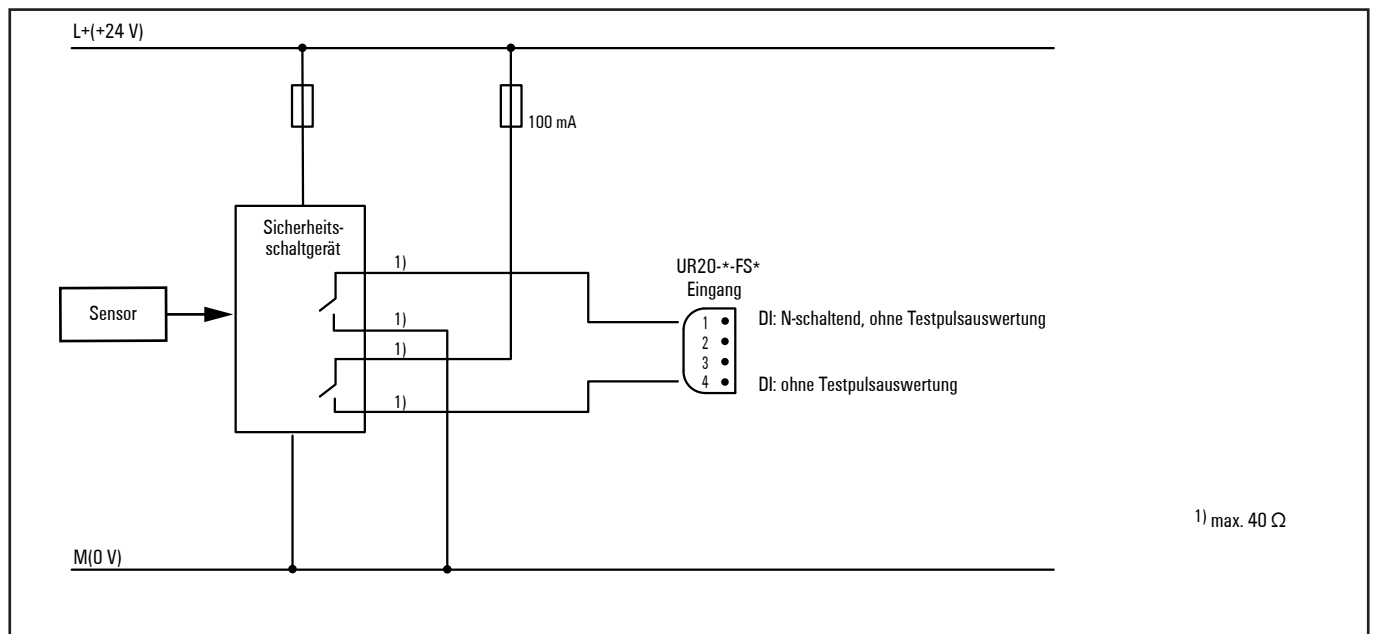 L+(+24 V)
100 mA
Sicherheits-
schaltgerät
Sensor
1)
1)
1)
1)
UR20-*-FS*
Eingang
1
2
3
4
DI: N-schaltend, ohne Testpulsauswertung
DI: ohne Testpulsauswertung
1) max. 40 Ω
M(0 V)